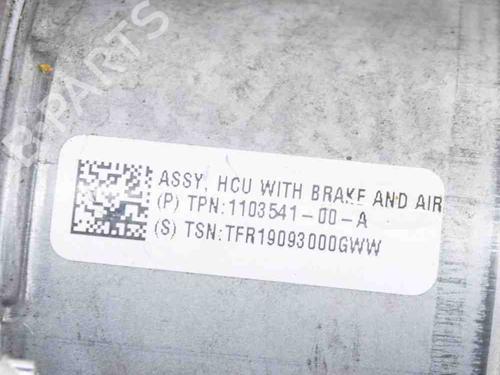 B-PARTS
ASSY, HCU WITH BRAKE AND AIR
(P) TPN:1103541-00-A
(S) TSN:TFR19093000GWW